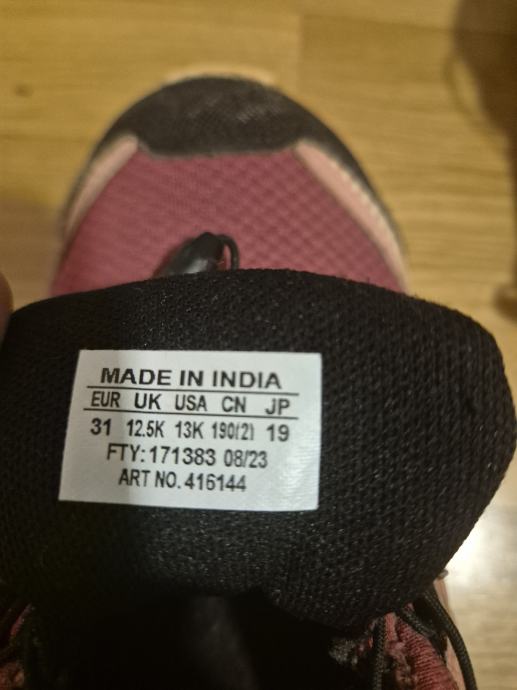 MADE IN INDIA
EUR UK USA CN JP
31 12.5K 13K 190(2) 19
FTY: 171383 08/23
ART NO. 416144